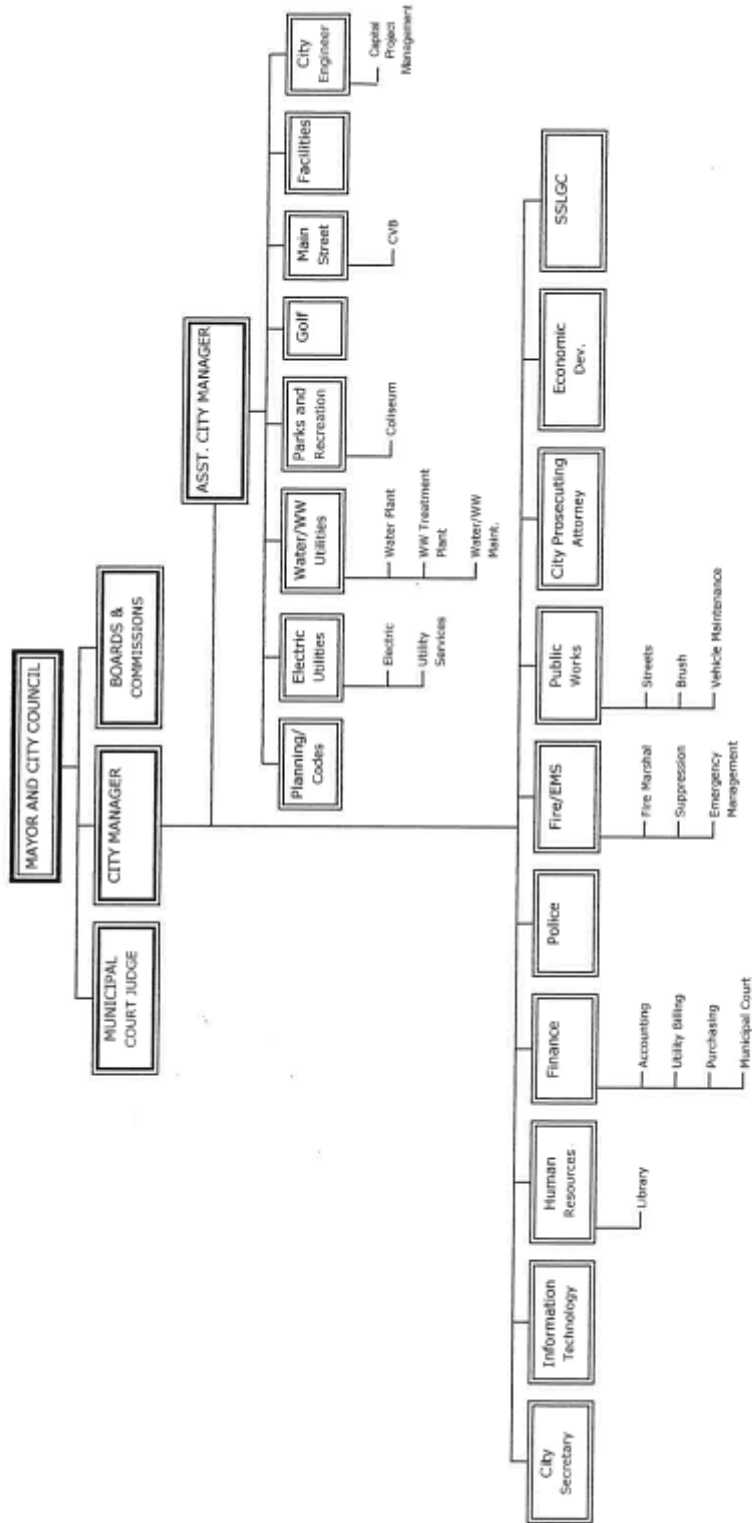 MAYOR AND CITY COUNCIL
MUNICIPAL
COURT JUDGE
CITY MANAGER
BOARDS &
COMMISSIONS
ASST. CITY MANAGER
Planning/
Codes
Electric
Utilities
Electric
Utility
Services
Water/WW
Utilities
Water Plant
WW Treatment
Plant
Water/WW
Maint.
Parks and
Recreation
Coliseum
Golf
Main
Street
CVB
Facilities
City
Engineer
Capital
Project
Management
City
Secretary
Information
Technology
Human
Resources
Library
Finance
Accounting
Utility Billing
Purchasing
Municipal Court
Police
Fire/EMS
Fire Marshal
Suppression
Emergency
Management
Public
Works
Streets
Brush
Vehicle Maintenance
City Prosecuting
Attorney
Economic
Dev.
SSLGC